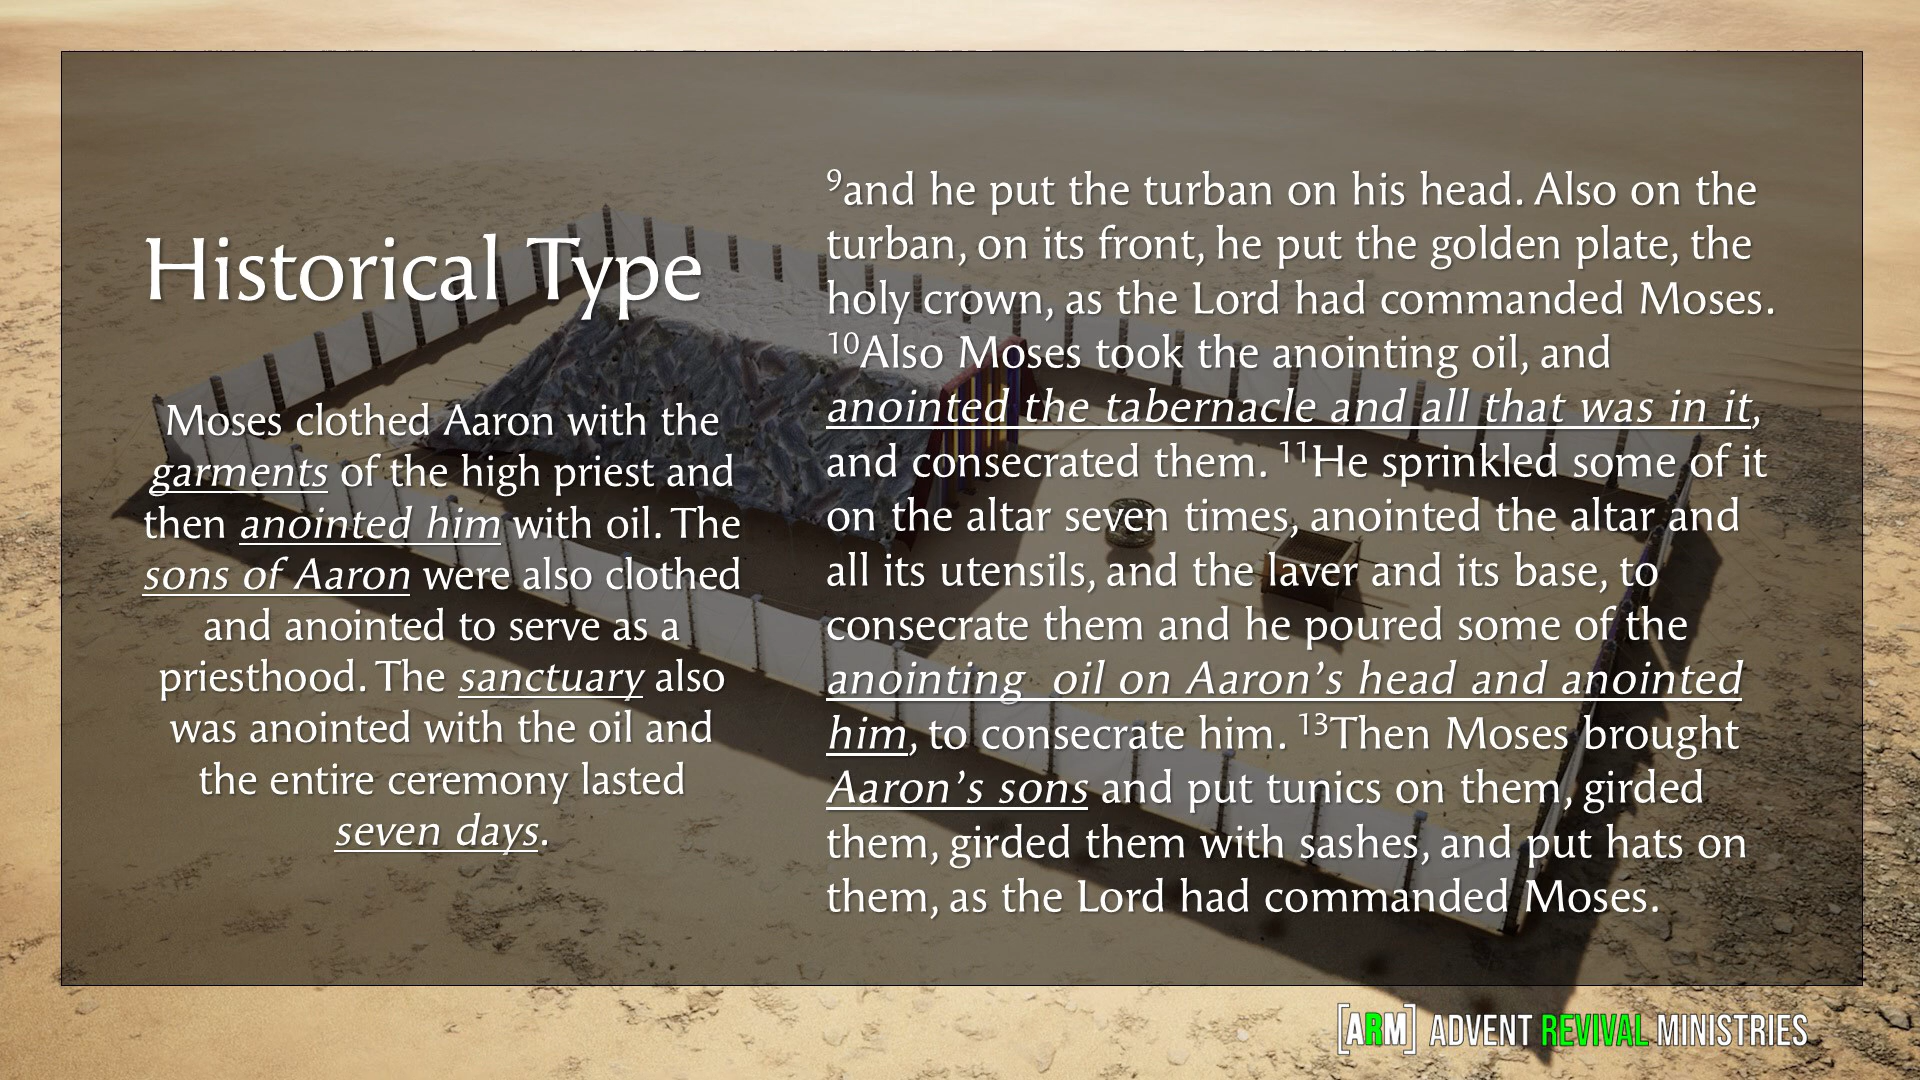 Historical Type
Moses clothed Aaron with the
garments of the high priest and
then anointed him with oil. The
sons of Aaron were also clothed
and anointed to serve as a
priesthood. The sanctuary also
was anointed with the oil and
the entire ceremony lasted
seven days.
⁹and he put the turban on his head. Also on the
turban, on its front, he put the golden plate, the
holy crown, as the Lord had commanded Moses.
¹⁰Also Moses took the anointing oil, and
anointed the tabernacle and all that was in it,
and consecrated them. ¹¹He sprinkled some of it
on the altar seven times, anointed the altar and
all its utensils, and the laver and its base, to
consecrate them and he poured some of the
anointing  oil on Aaron’s head and anointed
him, to consecrate him. ¹³Then Moses brought
Aaron’s sons and put tunics on them, girded
them, girded them with sashes, and put hats on
them, as the Lord had commanded Moses.
[ARM] ADVENT REVIVAL MINISTRIES